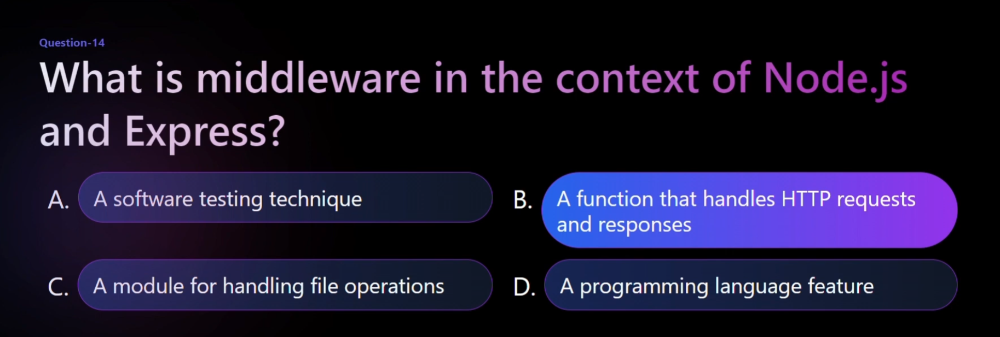 Question-14
What is middleware in the context of Node.js
and Express?
A. A software testing technique
B. A function that handles HTTP requests
and responses
C. A module for handling file operations
D. A programming language feature